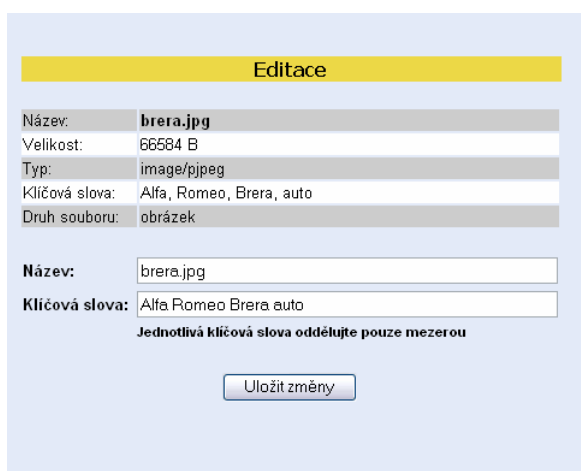 Editace
Název: brera.jpg
Velikost: 66584 B
Typ: image/pjpeg
Klíčová slova: Alfa, Romeo, Brera, auto
Druh souboru: obrázek
Název: brera.jpg
Klíčová slova: Alfa Romeo Brera auto
Jednotlivá klíčová slova oddělujte pouze mezerou
Uložit změny